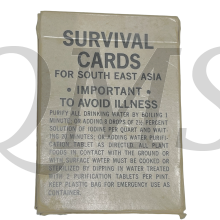 SURVIVAL
CARDS
FOR SOUTH EAST ASIA
• IMPORTANT •
TO AVOID ILLNESS
PURIFY ALL DRINKING WATER BY BOILING 1
MINUTE, OR ADDING 8 DROPS OF 2½ PERCENT
SOLUTION OF IODINE PER QUART AND WAIT-
ING MINUTES, OR ADDING WATER PURIFI-
CATION TABLET AS DIRECTED. ALL PLANT
FOODS IN CONTACT WITH THE GROUND OR
WITH SURFACE WATER MUST BE COOKED OR
STERILIZED BY DIPPING IN WATER TREATED
WITH 2 PURIFICATION TABLETS PER PINT.
KEEP PLASTIC BAG FOR EMERGENCY USE AS
CONTAINER.